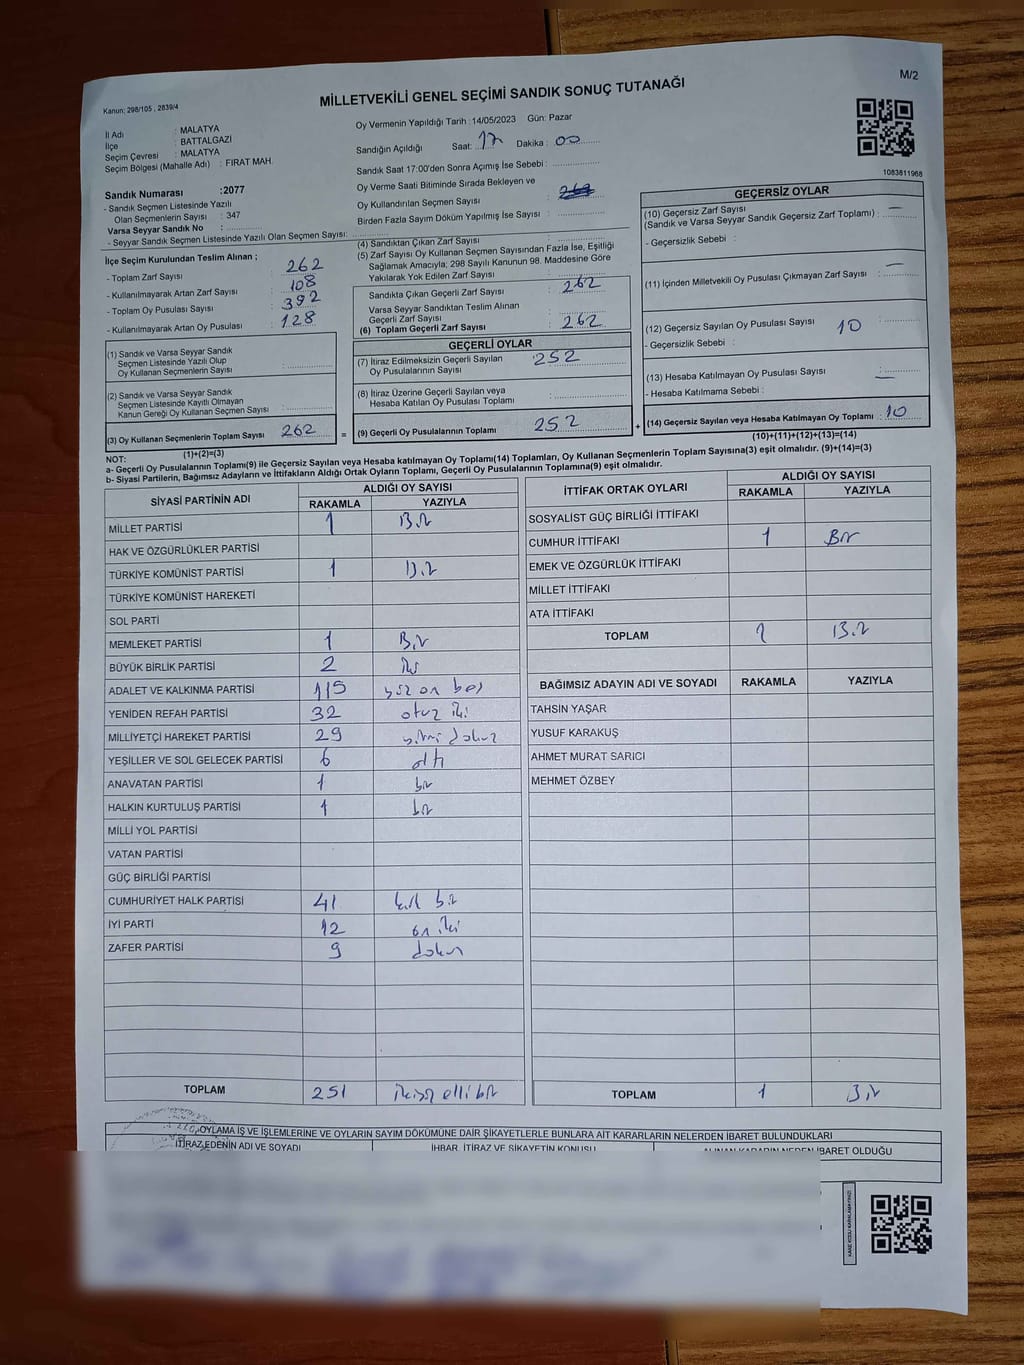 M/2
Kanun: 298/105 , 2839/4
MİLLETVEKİLİ GENEL SEÇİMİ SANDIK SONUÇ TUTANAĞI
İl Adı : MALATYA
İlçe : BATTALGAZİ
Seçim Çevresi : MALATYA
Seçim Bölgesi (Mahalle Adı) : FIRAT MAH.
Sandık Numarası :2077
- Sandık Seçmen Listesinde Yazılı
Olan Seçmenlerin Sayısı : 347
Varsa Seyyar Sandık No :
- Seyyar Sandık Seçmen Listesinde Yazılı Olan Seçmen Sayısı:
Oy Vermenin Yapıldığı Tarih :14/05/2023 Gün: Pazar
Sandığın Açıldığı Saat: 17 Dakika: 00
Sandık Saat 17:00'den Sonra Açımış İse Sebebi :
Oy Verme Saati Bitiminde Sırada Bekleyen ve
Oy Kullandırılan Seçmen Sayısı :
Birden Fazla Sayım Döküm Yapılmış İse Sayısı :
1083811968
İlçe Seçim Kurulundan Teslim Alınan ;
- Toplam Zarf Sayısı : 262
- Kullanılmayarak Artan Zarf Sayısı : 108
- Toplam Oy Pusulası Sayısı : 392
- Kullanılmayarak Artan Oy Pusulası : 128
(1) Sandık ve Varsa Seyyar Sandık
Seçmen Listesinde Yazılı Olup
Oy Kullanan Seçmenlerin Sayısı :
(2) Sandık ve Varsa Seyyar Sandık
Seçmen Listesinde Kayıtlı Olmayan
Kanun Gereği Oy Kullanan Seçmen Sayısı :
(3) Oy Kullanan Seçmenlerin Toplam Sayısı : 262
(1)+(2)=(3)
(4) Sandıktan Çıkan Zarf Sayısı :
(5) Zarf Sayısı Oy Kullanan Seçmen Sayısından Fazla İse, Eşitliği
Sağlamak Amacıyla; 298 Sayılı Kanunun 98. Maddesine Göre
Yakılarak Yok Edilen Zarf Sayısı :
Sandıkta Çıkan Geçerli Zarf Sayısı : 262
Varsa Seyyar Sandıktan Teslim Alınan
Geçerli Zarf Sayısı :
(6) Toplam Geçerli Zarf Sayısı : 262
GEÇERLİ OYLAR
(7) İtiraz Edilmeksizin Geçerli Sayılan
Oy Pusulalarının Sayısı : 252
(8) İtiraz Üzerine Geçerli Sayılan veya
Hesaba Katılan Oy Pusulası Toplamı :
= (9) Geçerli Oy Pusulalarının Toplamı : 252 +
GEÇERSİZ OYLAR
(10) Geçersiz Zarf Sayısı
(Sandık ve Varsa Seyyar Sandık Geçersiz Zarf Toplamı) : —
- Geçersizlik Sebebi :
(11) İçinden Milletvekili Oy Pusulası Çıkmayan Zarf Sayısı : —
(12) Geçersiz Sayılan Oy Pusulası Sayısı : 10
- Geçersizlik Sebebi :
(13) Hesaba Katılmayan Oy Pusulası Sayısı : —
- Hesaba Katılmama Sebebi :
(14) Geçersiz Sayılan veya Hesaba Katılmayan Oy Toplamı : 10
(10)+(11)+(12)+(13)=(14)
NOT:
a- Geçerli Oy Pusulalarının Toplamı(9) ile Geçersiz Sayılan veya Hesaba katılmayan Oy Toplamı(14) Toplamları, Oy Kullanan Seçmenlerin Toplam Sayısına(3) eşit olmalıdır. (9)+(14)=(3)
b- Siyasi Partilerin, Bağımsız Adayların ve İttifakların Aldığı Ortak Oyların Toplamı, Geçerli Oy Pusulalarının Toplamına(9) eşit olmalıdır.
SİYASİ PARTİNİN ADI ALDIĞI OY SAYISI
RAKAMLA YAZIYLA
MİLLET PARTİSİ 1 Bir
HAK VE ÖZGÜRLÜKLER PARTİSİ
TÜRKİYE KOMÜNİST PARTİSİ 1 Bir
TÜRKİYE KOMÜNİST HAREKETİ
SOL PARTİ
MEMLEKET PARTİSİ 1 Bir
BÜYÜK BİRLİK PARTİSİ 2 iki
ADALET VE KALKINMA PARTİSİ 115 yüz on beş
YENİDEN REFAH PARTİSİ 32 otuz iki
MİLLİYETÇİ HAREKET PARTİSİ 29 yirmi dokuz
YEŞİLLER VE SOL GELECEK PARTİSİ 6 altı
ANAVATAN PARTİSİ 1 bir
HALKIN KURTULUŞ PARTİSİ 1 bir
MİLLİ YOL PARTİSİ
VATAN PARTİSİ
GÜÇ BİRLİĞİ PARTİSİ
CUMHURİYET HALK PARTİSİ 41 kırk bir
İYİ PARTİ 12 on iki
ZAFER PARTİSİ 9 dokuz
TOPLAM 251 ikiyüz elli bir
İTTİFAK ORTAK OYLARI ALDIĞI OY SAYISI
RAKAMLA YAZIYLA
SOSYALİST GÜÇ BİRLİĞİ İTTİFAKI
CUMHUR İTTİFAKI 1 Bir
EMEK VE ÖZGÜRLÜK İTTİFAKI
MİLLET İTTİFAKI
ATA İTTİFAKI
TOPLAM 1 Bir
BAĞIMSIZ ADAYIN ADI VE SOYADI RAKAMLA YAZIYLA
TAHSİN YAŞAR
YUSUF KARAKUŞ
AHMET MURAT SARICI
MEHMET ÖZBEY
TOPLAM 1 Bir
OYLAMA İŞ VE İŞLEMLERİNE VE OYLARIN SAYIM DÖKÜMÜNE DAİR ŞİKAYETLERLE BUNLARA AİT KARARLARIN NELERDEN İBARET BULUNDUKLARI
İTİRAZ EDENİN ADI VE SOYADI İHBAR, İTİRAZ VE ŞİKAYETİN KONUSU ALINAN KARARIN NEDEN İBARET OLDUĞU